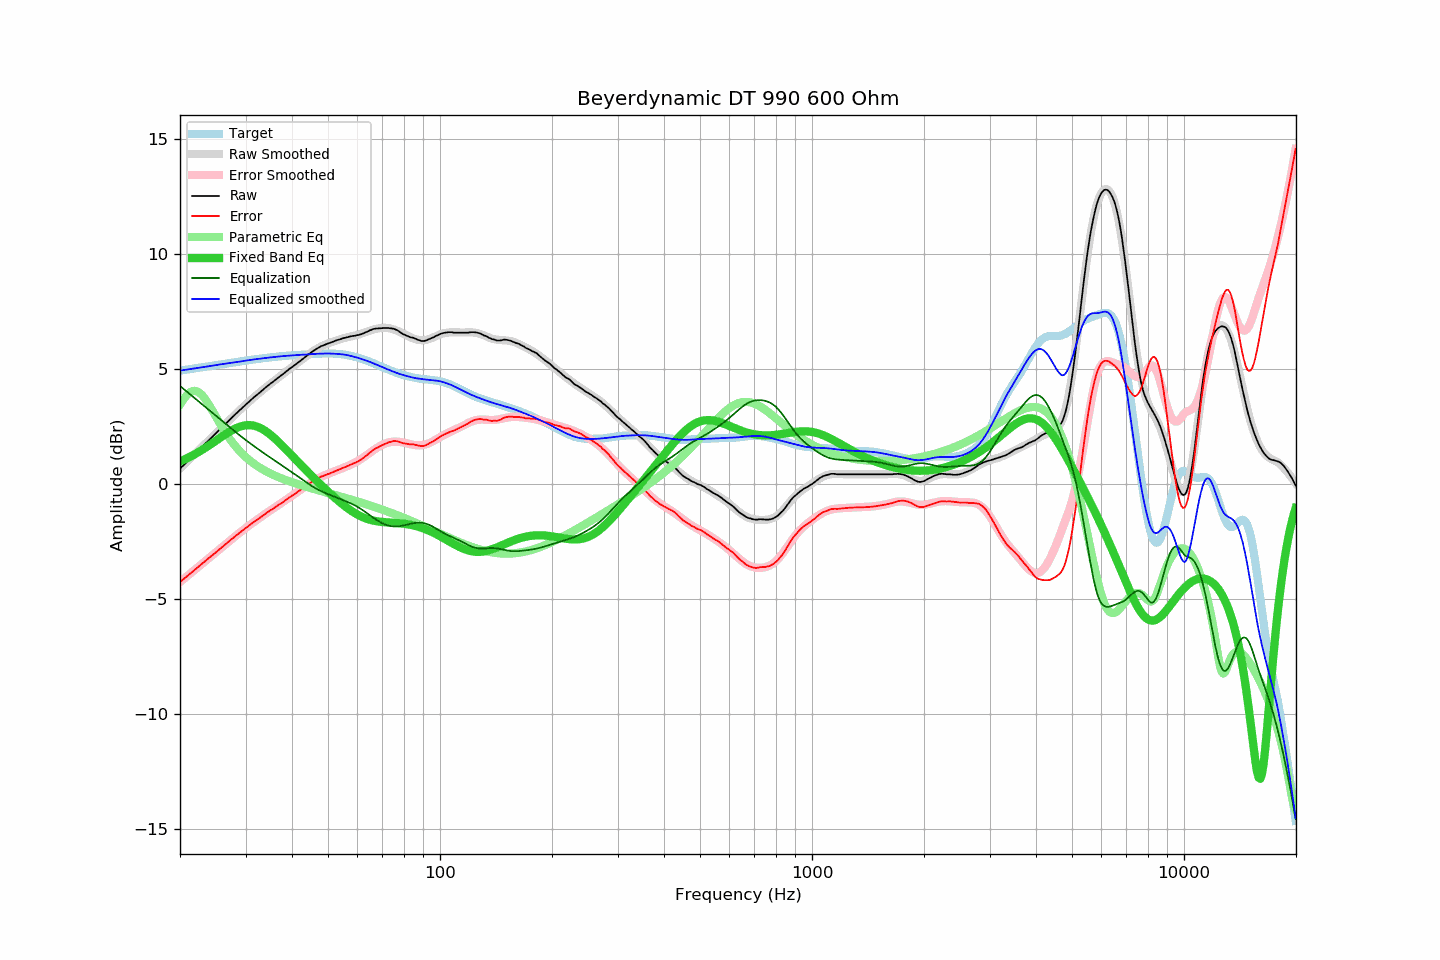 Beyerdynamic DT 990 600 Ohm
Target
Raw Smoothed
Error Smoothed
Raw
Error
Parametric Eq
Fixed Band Eq
Equalization
Equalized smoothed
15
10
5
0
−5
−10
−15
Amplitude (dBr)
100
1000
10000
Frequency (Hz)